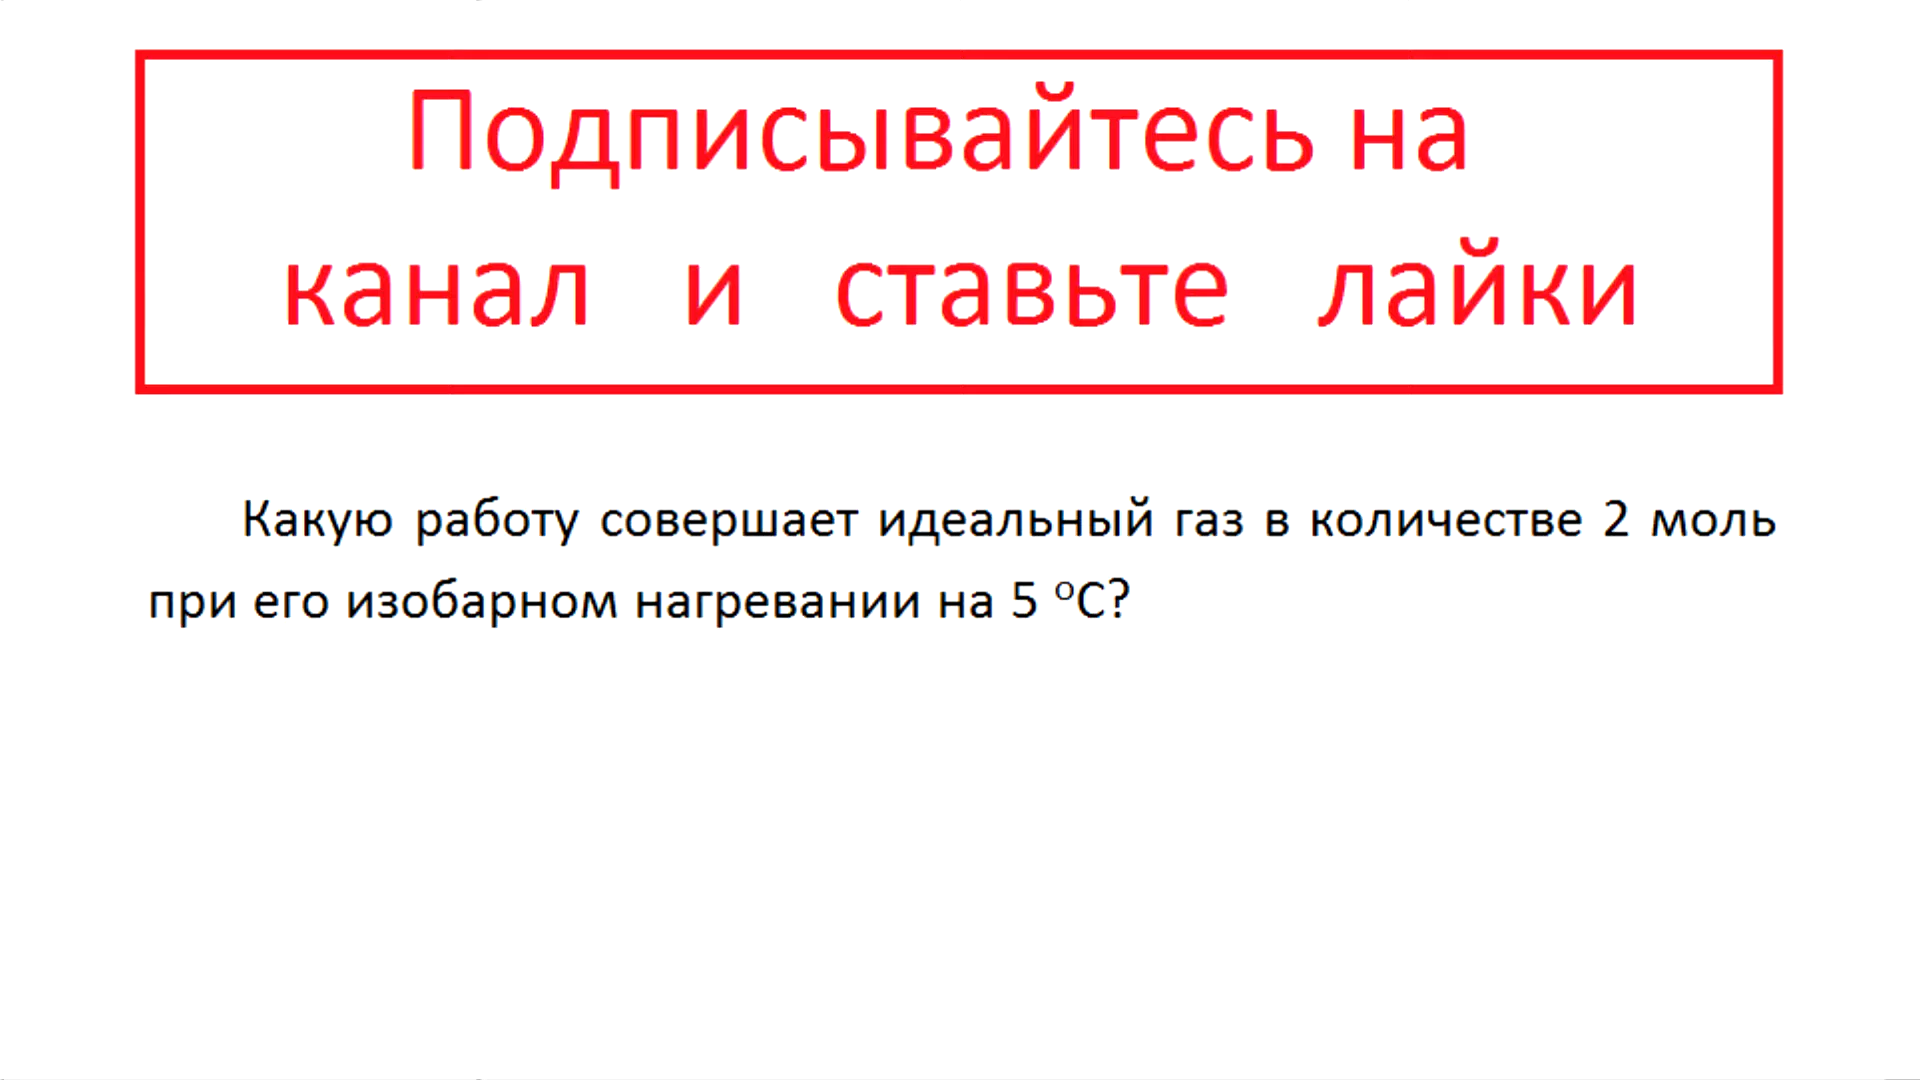 Подписывайтесь на
канал и ставьте лайки
Какую работу совершает идеальный газ в количестве 2 моль
при его изобарном нагревании на 5 ºС?